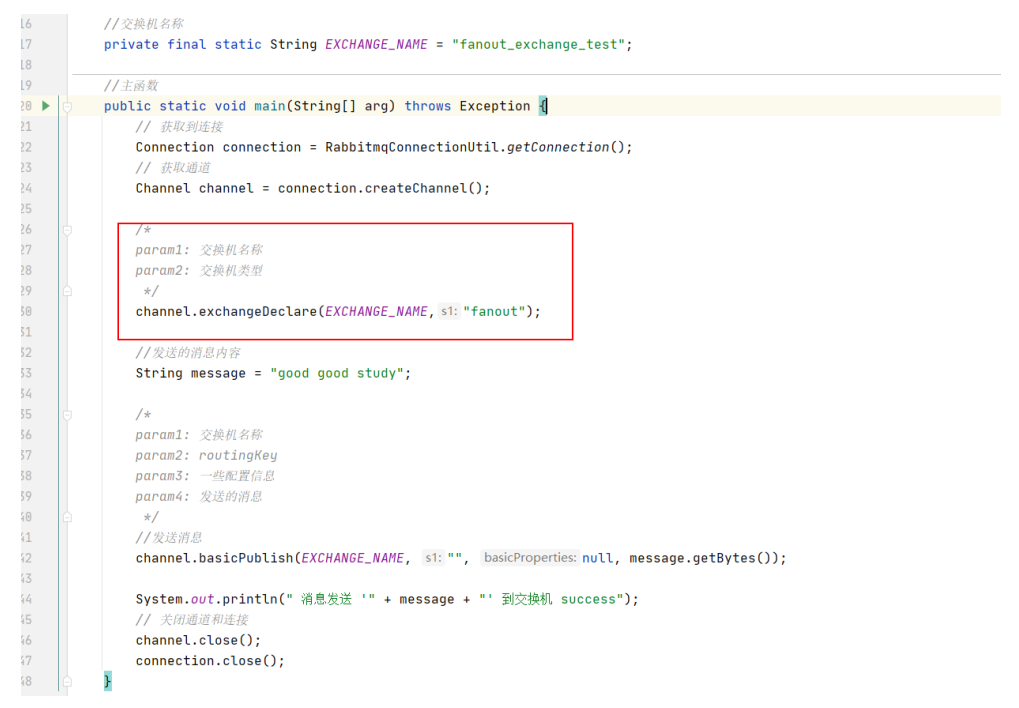 16 //交换机名称
17 private final static String EXCHANGE_NAME = "fanout_exchange_test";
18
19 //主函数
20 public static void main(String[] arg) throws Exception {
21 // 获取到连接
22 Connection connection = RabbitmqConnectionUtil.getConnection();
23 // 获取通道
24 Channel channel = connection.createChannel();
25
26 /*
27 param1: 交换机名称
28 param2: 交换机类型
29 */
30 channel.exchangeDeclare(EXCHANGE_NAME, s1: "fanout");
31
32 //发送的消息内容
33 String message = "good good study";
34
35 /*
36 param1: 交换机名称
37 param2: routingKey
38 param3: 一些配置信息
39 param4: 发送的消息
40 */
41 //发送消息
42 channel.basicPublish(EXCHANGE_NAME, s1: "", basicProperties: null, message.getBytes());
43
44 System.out.println(" 消息发送 '" + message + "' 到交换机 success");
45 // 关闭通道和连接
46 channel.close();
47 connection.close();
48 }